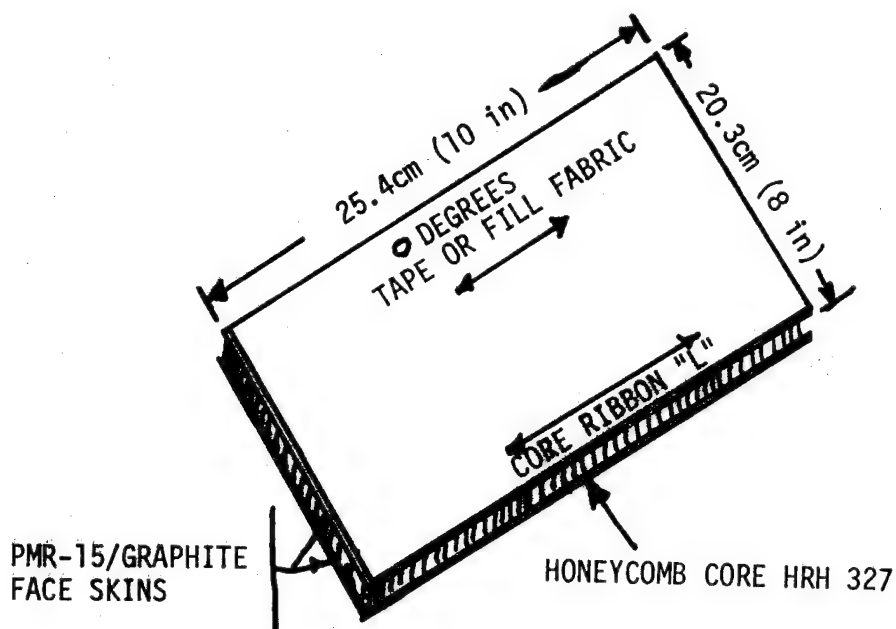 25.4cm (10 in)
20.3cm (8 in)
0 DEGREES
TAPE OR FILL FABRIC
CORE RIBBON "L"
PMR-15/GRAPHITE
FACE SKINS
HONEYCOMB CORE HRH 327